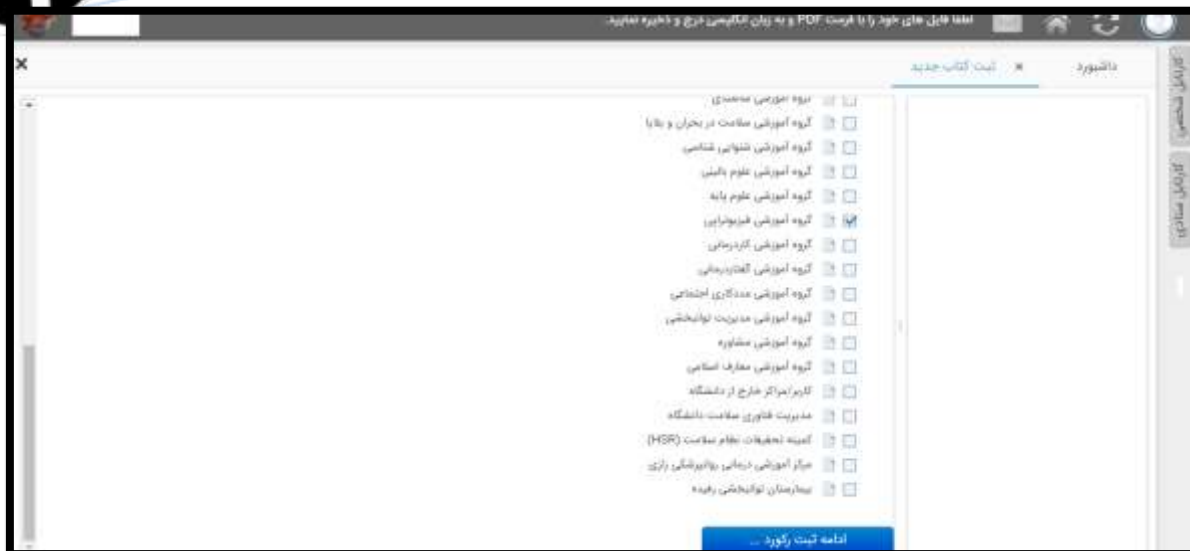 لطفا فایل های خود را با فرمت PDF و به زبان انگلیسی درج و ذخیره نمایید.
داشبورد
ثبت کتاب جدید
کارتابل شخصی
کارتابل ستادی
گروه آموزشی سالمندی
گروه آموزشی سلامت در بحران و بلایا
گروه آموزشی شنوایی شناسی
گروه آموزشی علوم بالینی
گروه آموزشی علوم پایه
گروه آموزشی فیزیوتراپی
گروه آموزشی کاردرمانی
گروه آموزشی گفتاردرمانی
گروه آموزشی مددکاری اجتماعی
گروه آموزشی مدیریت توانبخشی
گروه آموزشی مشاوره
گروه آموزشی معارف اسلامی
کاربر/مراکز خارج از دانشگاه
مدیریت فناوری سلامت دانشگاه
کمیته تحقیقات نظام سلامت (HSR)
مرکز آموزشی درمانی روانپزشکی رازی
بیمارستان توانبخشی رفیده
ادامه ثبت رکورد ...